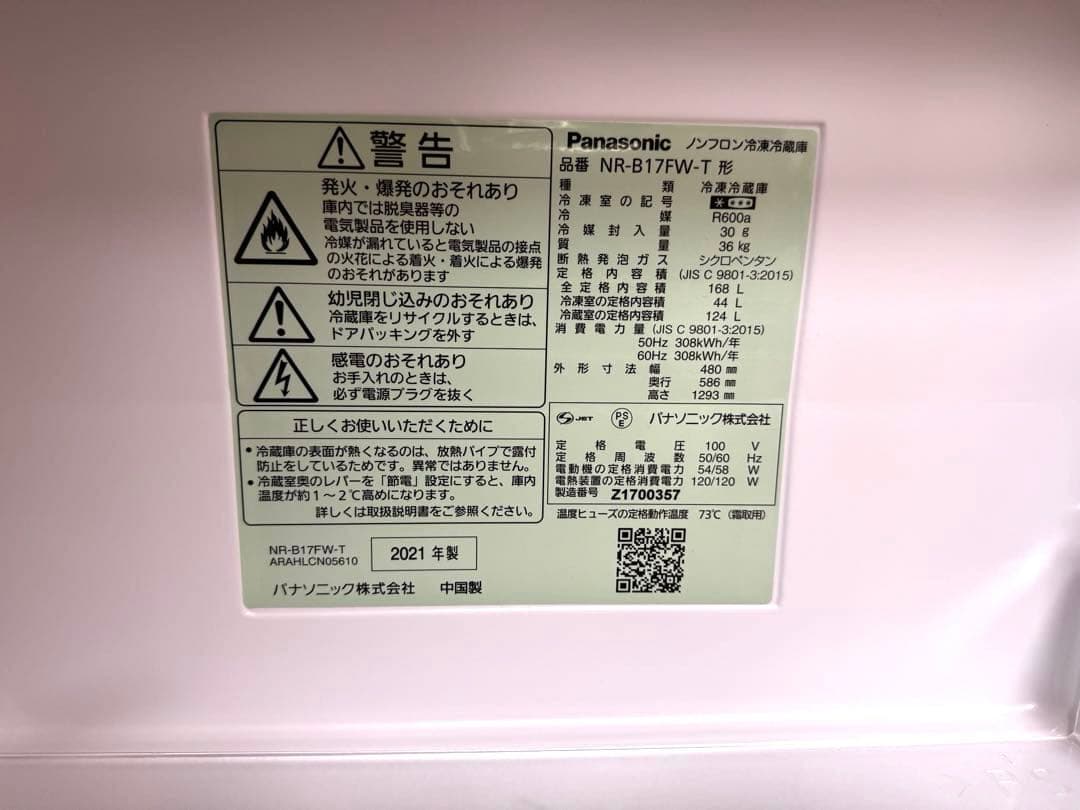 警告
発火・爆発のおそれあり
庫内では脱臭器等の
電気製品を使用しない
冷媒が漏れていると電気製品の接点
の火花による着火・着火による爆発
のおそれがあります
幼児閉じ込みのおそれあり
冷蔵庫をリサイクルするときは、
ドアパッキングを外す
感電のおそれあり
お手入れのときは、
必ず電源プラグを抜く
正しくお使いいただくために
• 冷蔵庫の表面が熱くなるのは、放熱パイプで露付
防止をしているためです。異常ではありません。
• 冷蔵室奥のレバーを「節電」設定にすると、庫内
温度が約1～2℃高めになります。
詳しくは取扱説明書をご参照ください。
NR-B17FW-T
ARAHLCN05610
2021 年製
パナソニック株式会社 中国製
Panasonic ノンフロン冷凍冷蔵庫
品番 NR-B17FW-T 形
種類 冷凍冷蔵庫
冷凍室の記号
冷媒 R600a
冷媒封入量 30 g
質量 36 kg
断熱発泡ガス シクロペンタン
定格内容積 (JIS C 9801-3:2015)
全定格内容積 168 L
冷凍室の定格内容積 44 L
冷蔵室の定格内容積 124 L
消費電力量 (JIS C 9801-3:2015)
50Hz 308kWh/年
60Hz 308kWh/年
外形寸法 幅 480 mm
奥行 586 mm
高さ 1293 mm
S-JET PS E パナソニック株式会社
定格電圧 100 V
定格周波数 50/60 Hz
電動機の定格消費電力 54/58 W
電熱装置の定格消費電力 120/120 W
製造番号 Z1700357
温度ヒューズの定格動作温度 73℃ (霜取用)